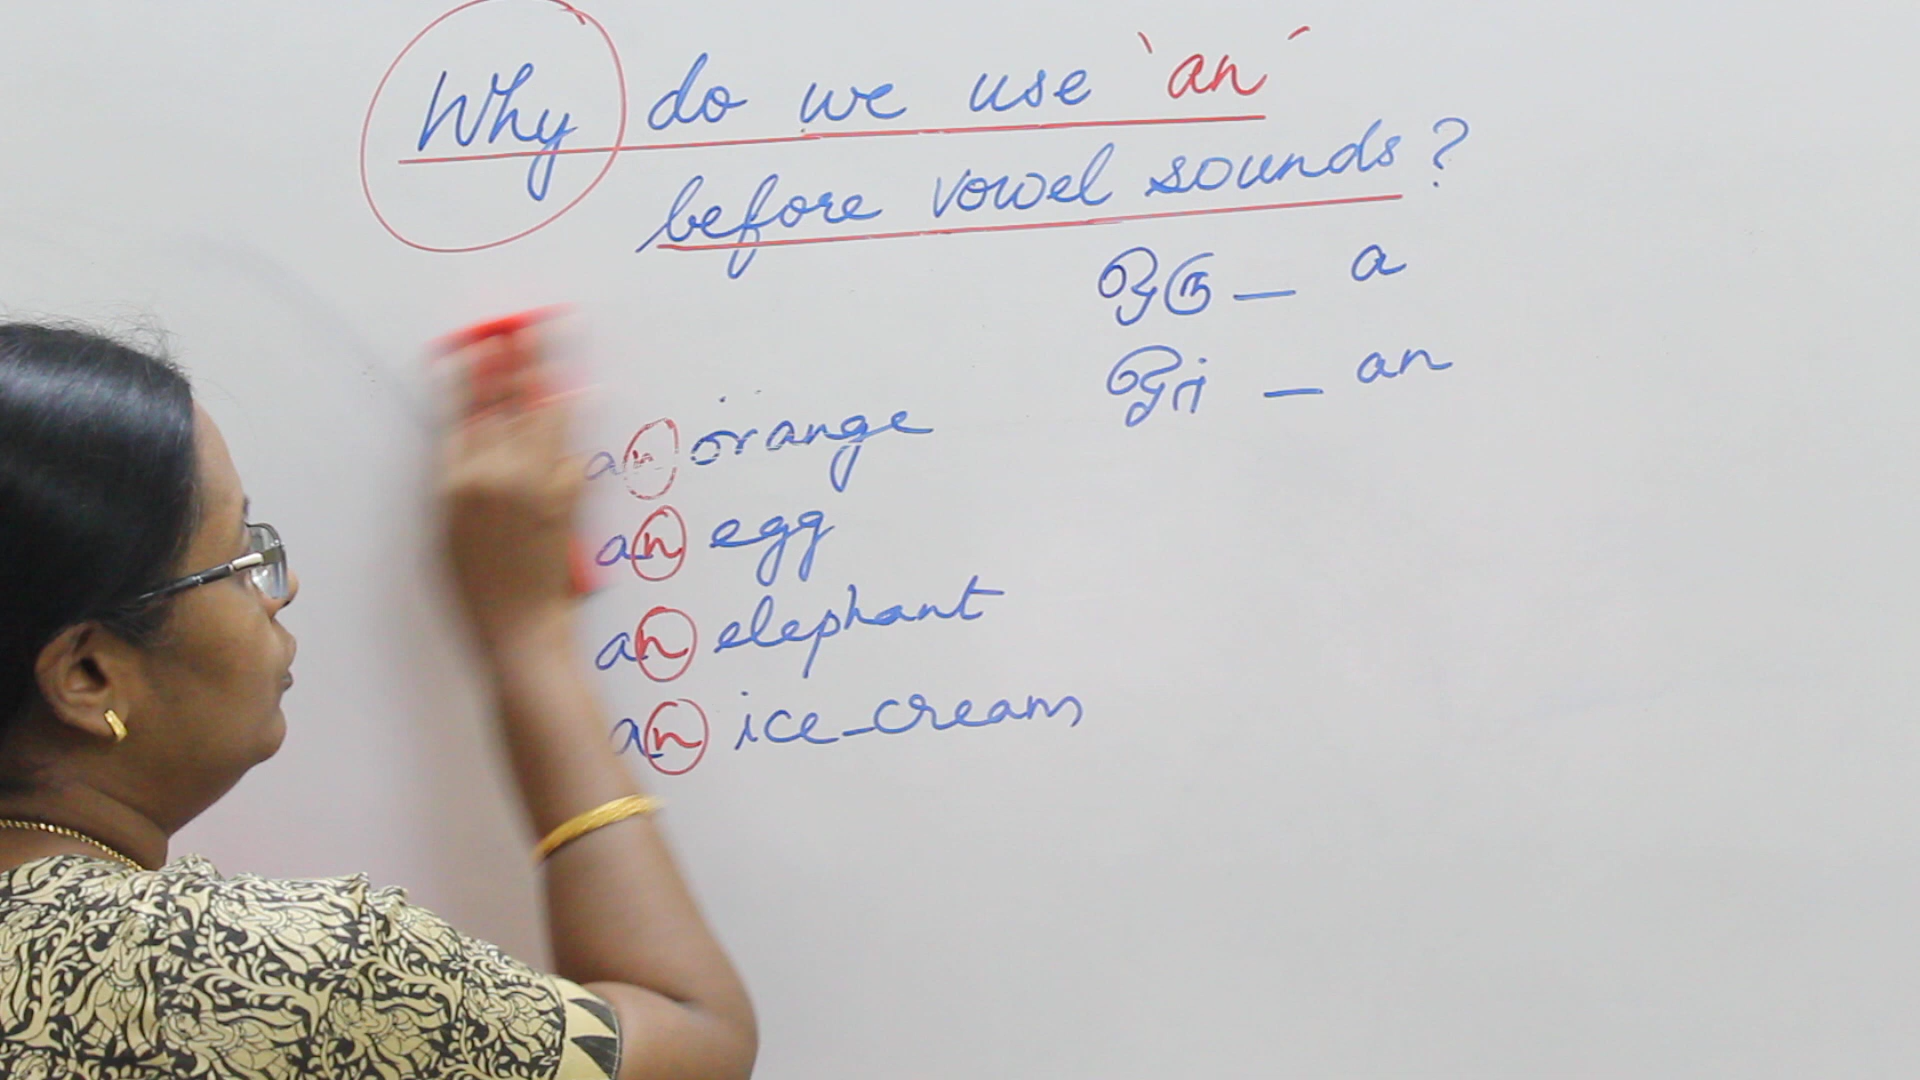 Why do we use 'an'
before vowel sounds?
ஒரு – a
ஓர் – an
an orange
an egg
an elephant
an ice-cream